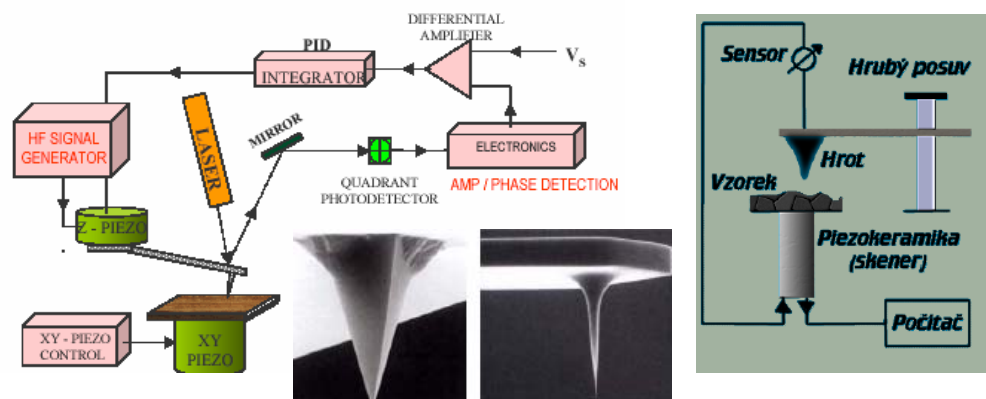 DIFFERENTIAL
AMPLIFIER
PID
INTEGRATOR
V_S
HF SIGNAL
GENERATOR
LASER
MIRROR
ELECTRONICS
QUADRANT
PHOTODETECTOR
AMP / PHASE DETECTION
Z - PIEZO
XY - PIEZO
CONTROL
XY
PIEZO
Sensor
Hrubý posuv
Hrot
Vzorek
Piezokeramika
(skener)
Počítač